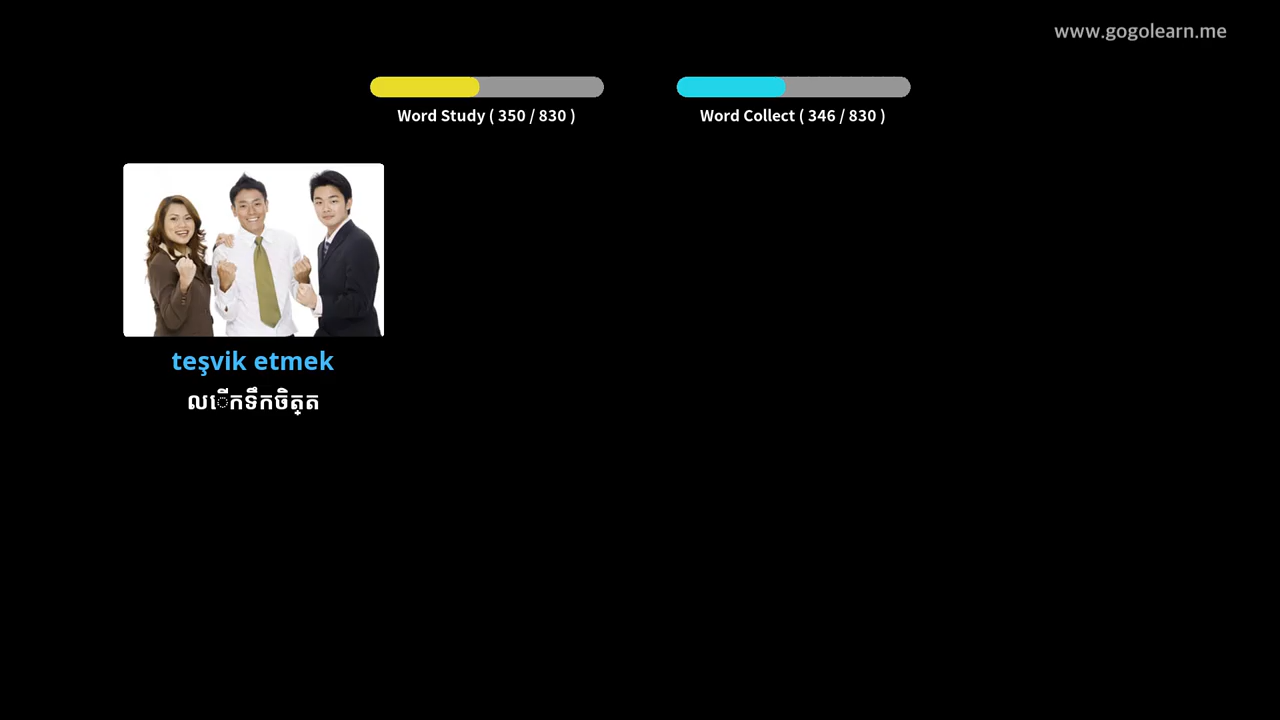 www.gogolearn.me
Word Study ( 350 / 830 )
Word Collect ( 346 / 830 )
teşvik etmek
លើកទឹកចិត្ត